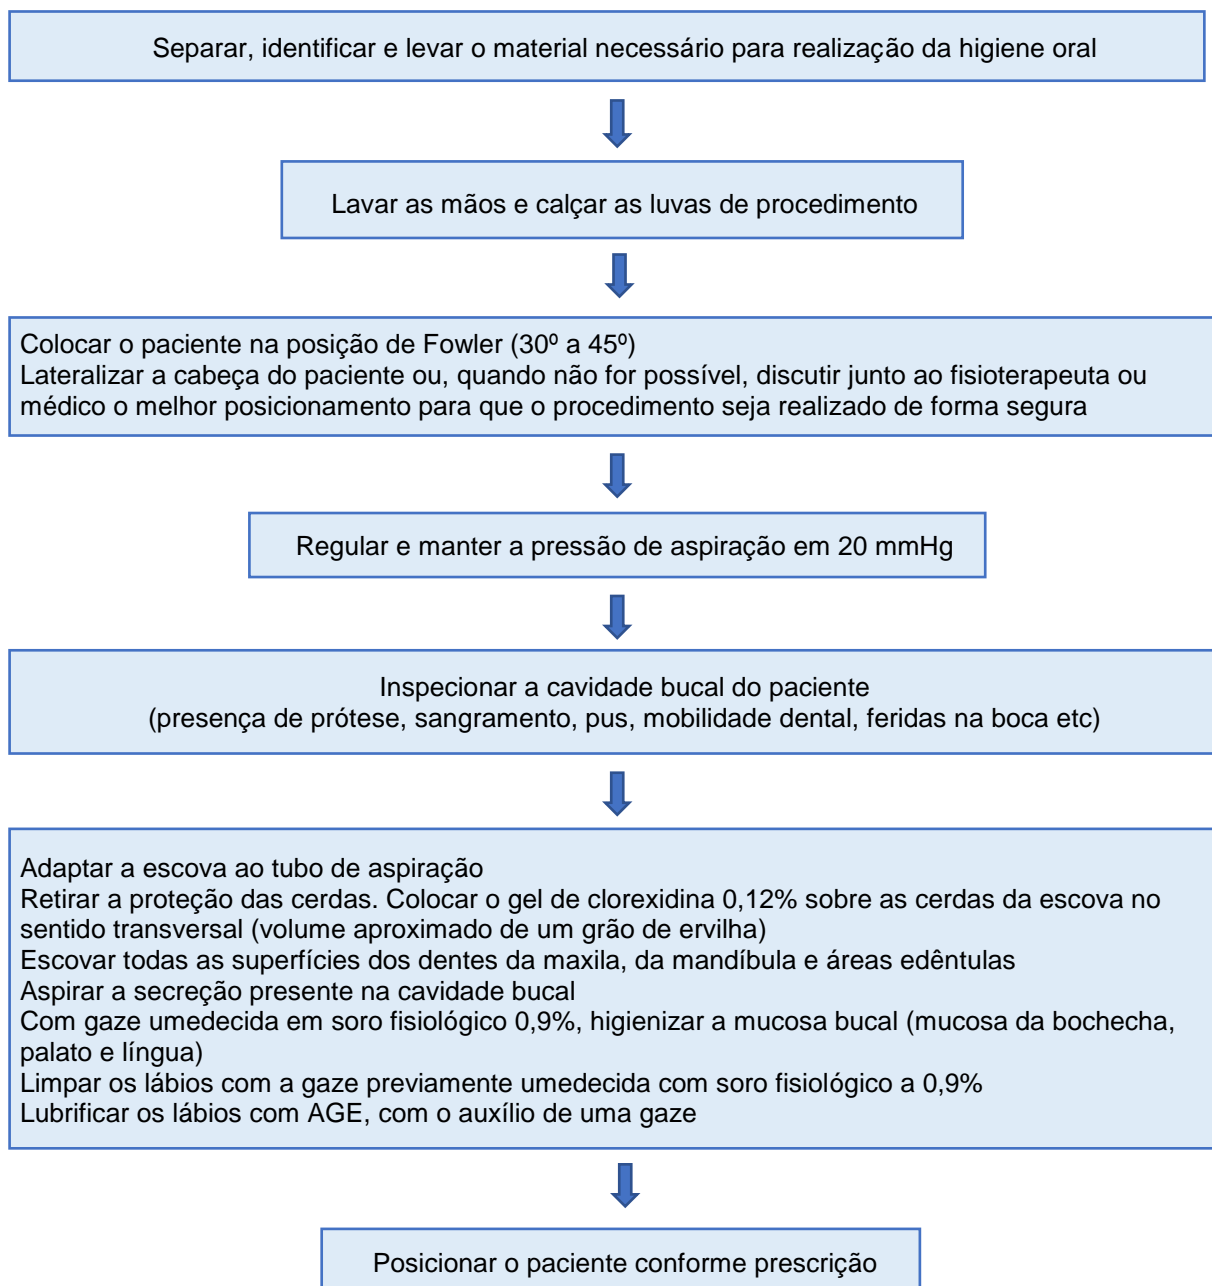 Separar, identificar e levar o material necessário para realização da higiene oral
Lavar as mãos e calçar as luvas de procedimento
Colocar o paciente na posição de Fowler (30º a 45º)
Lateralizar a cabeça do paciente ou, quando não for possível, discutir junto ao fisioterapeuta ou
médico o melhor posicionamento para que o procedimento seja realizado de forma segura
Regular e manter a pressão de aspiração em 20 mmHg
Inspecionar a cavidade bucal do paciente
(presença de prótese, sangramento, pus, mobilidade dental, feridas na boca etc)
Adaptar a escova ao tubo de aspiração
Retirar a proteção das cerdas. Colocar o gel de clorexidina 0,12% sobre as cerdas da escova no
sentido transversal (volume aproximado de um grão de ervilha)
Escovar todas as superfícies dos dentes da maxila, da mandíbula e áreas edêntulas
Aspirar a secreção presente na cavidade bucal
Com gaze umedecida em soro fisiológico 0,9%, higienizar a mucosa bucal (mucosa da bochecha,
palato e língua)
Limpar os lábios com a gaze previamente umedecida com soro fisiológico a 0,9%
Lubrificar os lábios com AGE, com o auxílio de uma gaze
Posicionar o paciente conforme prescrição